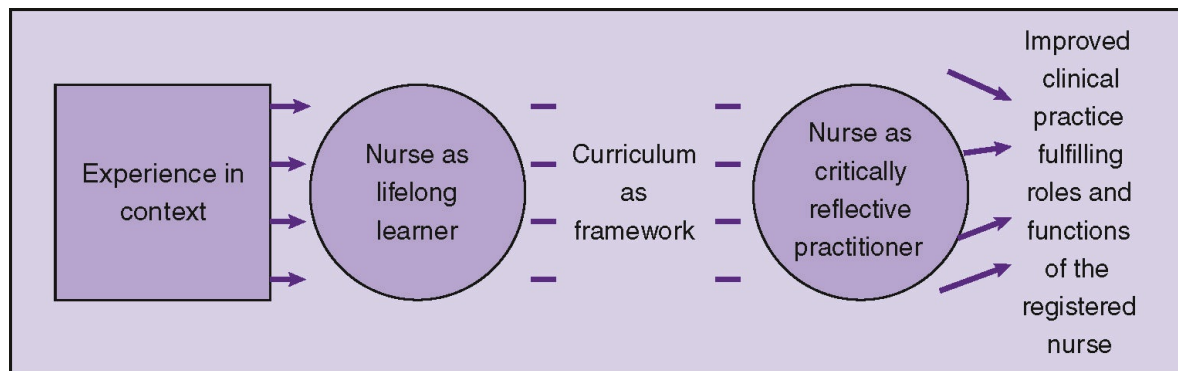 Experience in
context
Nurse as
lifelong
learner
Curriculum
as
framework
Nurse as
critically
reflective
practitioner
Improved
clinical
practice
fulfilling
roles and
functions
of the
registered
nurse